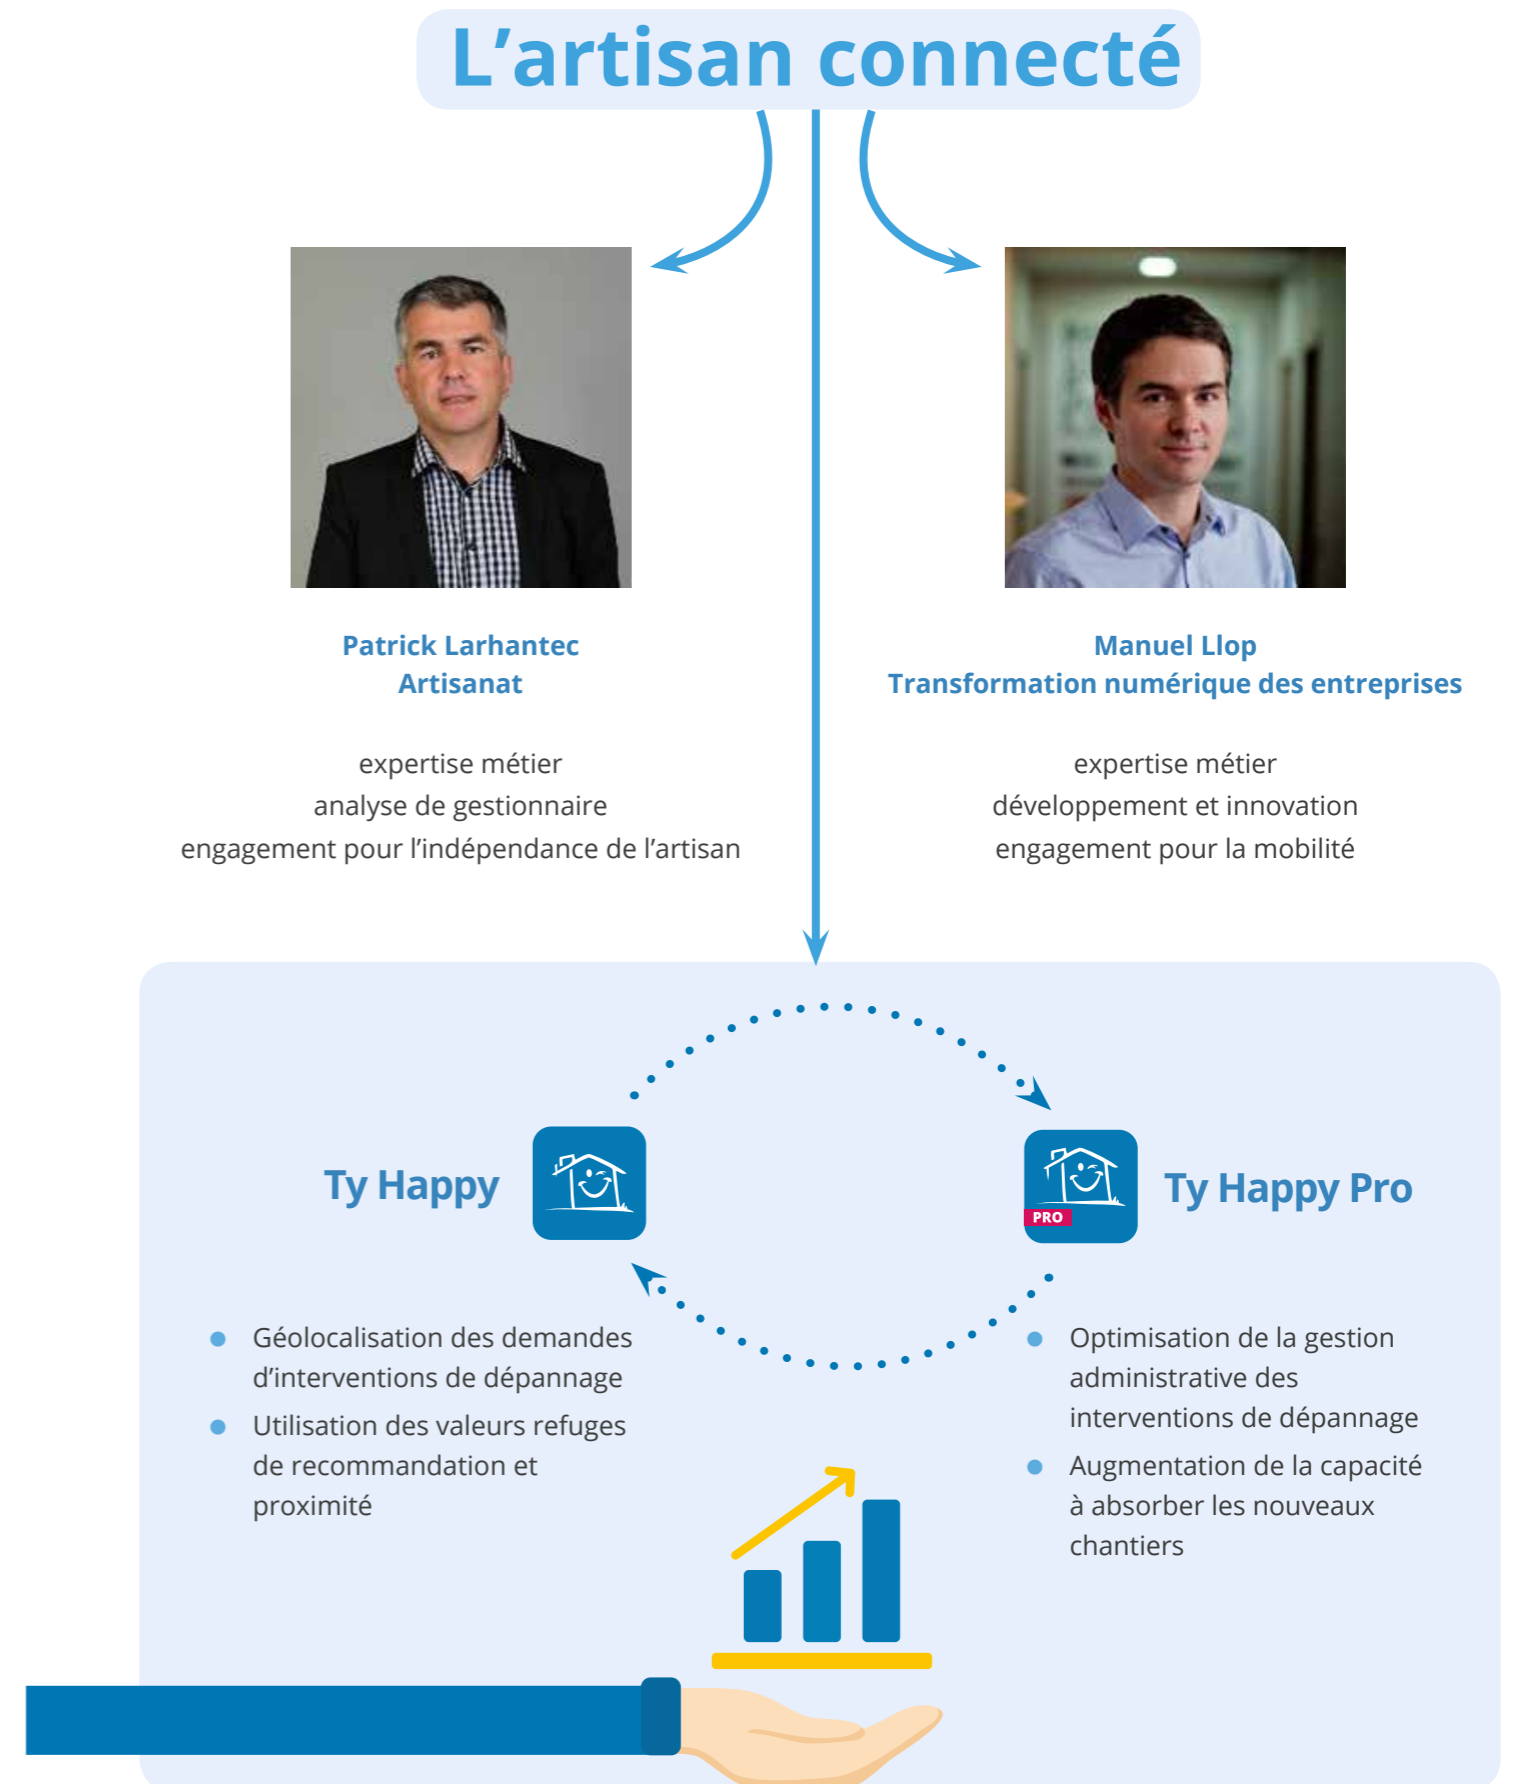 L’artisan connecté
Patrick Larhantec
Artisanat
expertise métier
analyse de gestionnaire
engagement pour l’indépendance de l’artisan
Manuel Llop
Transformation numérique des entreprises
expertise métier
développement et innovation
engagement pour la mobilité
Ty Happy
Géolocalisation des demandes
d’interventions de dépannage
Utilisation des valeurs refuges
de recommandation et
proximité
PRO
Ty Happy Pro
Optimisation de la gestion
administrative des
interventions de dépannage
Augmentation de la capacité
à absorber les nouveaux
chantiers